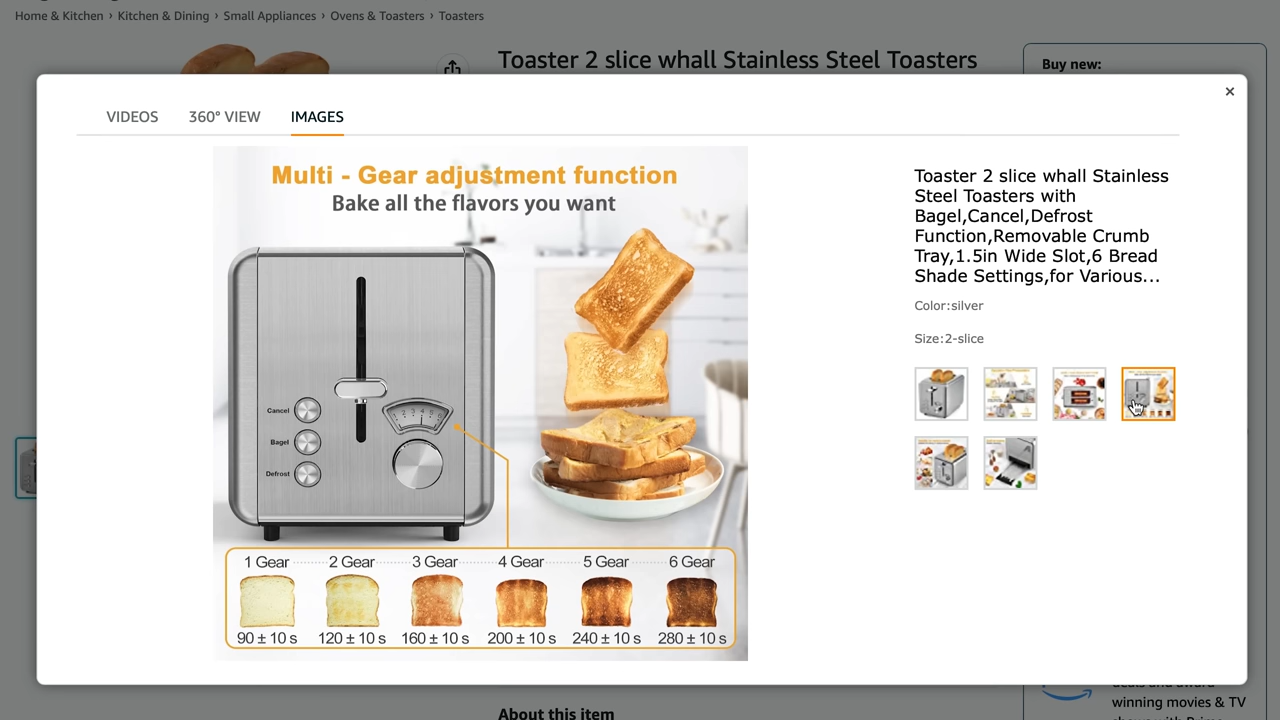 Home & Kitchen › Kitchen & Dining › Small Appliances › Ovens & Toasters › Toasters
Toaster 2 slice whall Stainless Steel Toasters
Buy new:
VIDEOS
360° VIEW
IMAGES
×
Multi - Gear adjustment function
Bake all the flavors you want
Cancel
Bagel
Defrost
1 Gear
2 Gear
3 Gear
4 Gear
5 Gear
6 Gear
90 ± 10 s
120 ± 10 s
160 ± 10 s
200 ± 10 s
240 ± 10 s
280 ± 10 s
Toaster 2 slice whall Stainless
Steel Toasters with
Bagel,Cancel,Defrost
Function,Removable Crumb
Tray,1.5in Wide Slot,6 Bread
Shade Settings,for Various...
Color:silver
Size:2-slice
winning movies & TV
About this item